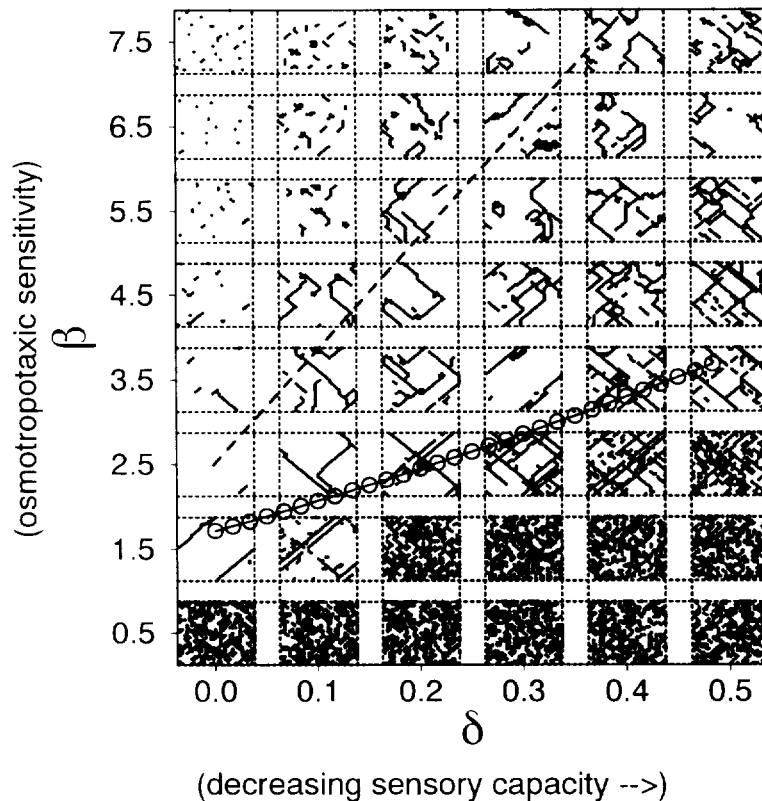 7.5
6.5
5.5
4.5
3.5
2.5
1.5
0.5
(osmotropotaxic sensitivity)
β
0.0 0.1 0.2 0.3 0.4 0.5
δ
(decreasing sensory capacity -->)